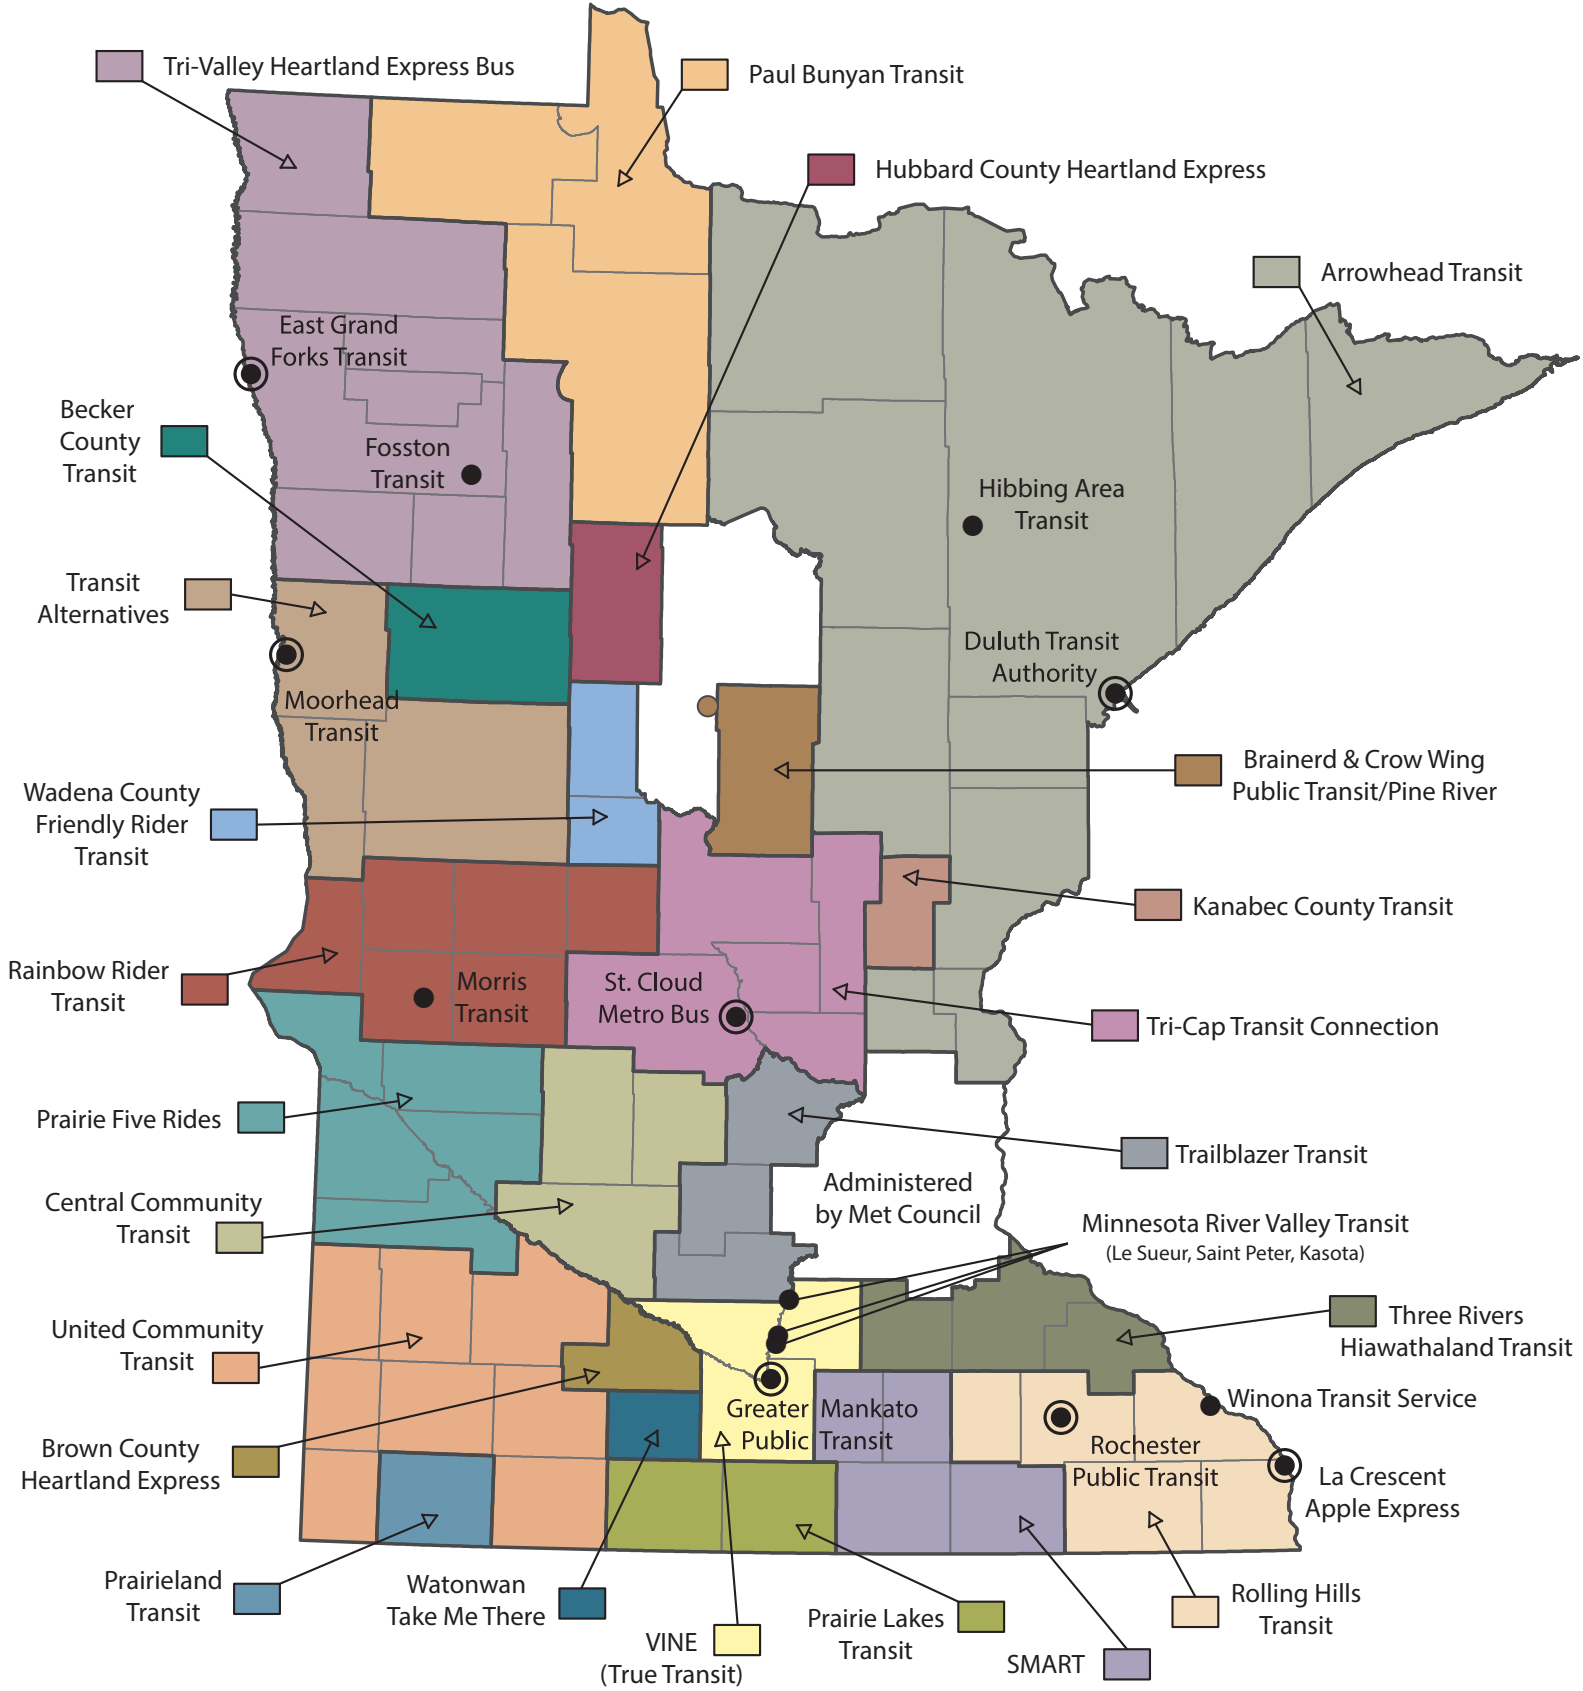 Tri-Valley Heartland Express Bus
Paul Bunyan Transit
Hubbard County Heartland Express
Arrowhead Transit
East Grand
Forks Transit
Becker
County
Transit
Fosston
Transit
Hibbing Area
Transit
Transit
Alternatives
Duluth Transit
Authority
Moorhead
Transit
Brainerd & Crow Wing
Public Transit/Pine River
Wadena County
Friendly Rider
Transit
Kanabec County Transit
Rainbow Rider
Transit
Morris
Transit
St. Cloud
Metro Bus
Tri-Cap Transit Connection
Prairie Five Rides
Trailblazer Transit
Administered
by Met Council
Central Community
Transit
Minnesota River Valley Transit
(Le Sueur, Saint Peter, Kasota)
United Community
Transit
Three Rivers
Hiawathaland Transit
Winona Transit Service
Greater Mankato
Public Transit
Brown County
Heartland Express
Rochester
Public Transit
La Crescent
Apple Express
Prairieland
Transit
Watonwan
Take Me There
VINE
(True Transit)
Prairie Lakes
Transit
SMART
Rolling Hills
Transit